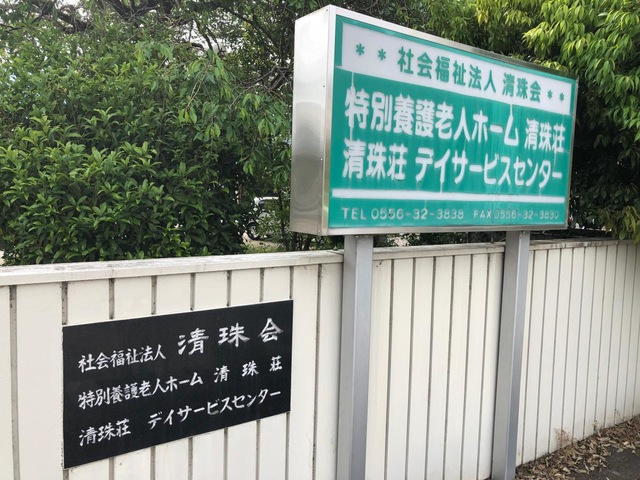 ** 社会福祉法人 清珠会 **
特別養護老人ホーム 清珠荘
清珠荘 デイサービスセンター
TEL 0556-32-3838 FAX 0556-32-3830
社会福祉法人 清珠会
特別養護老人ホーム 清珠荘
清珠荘 デイサービスセンター